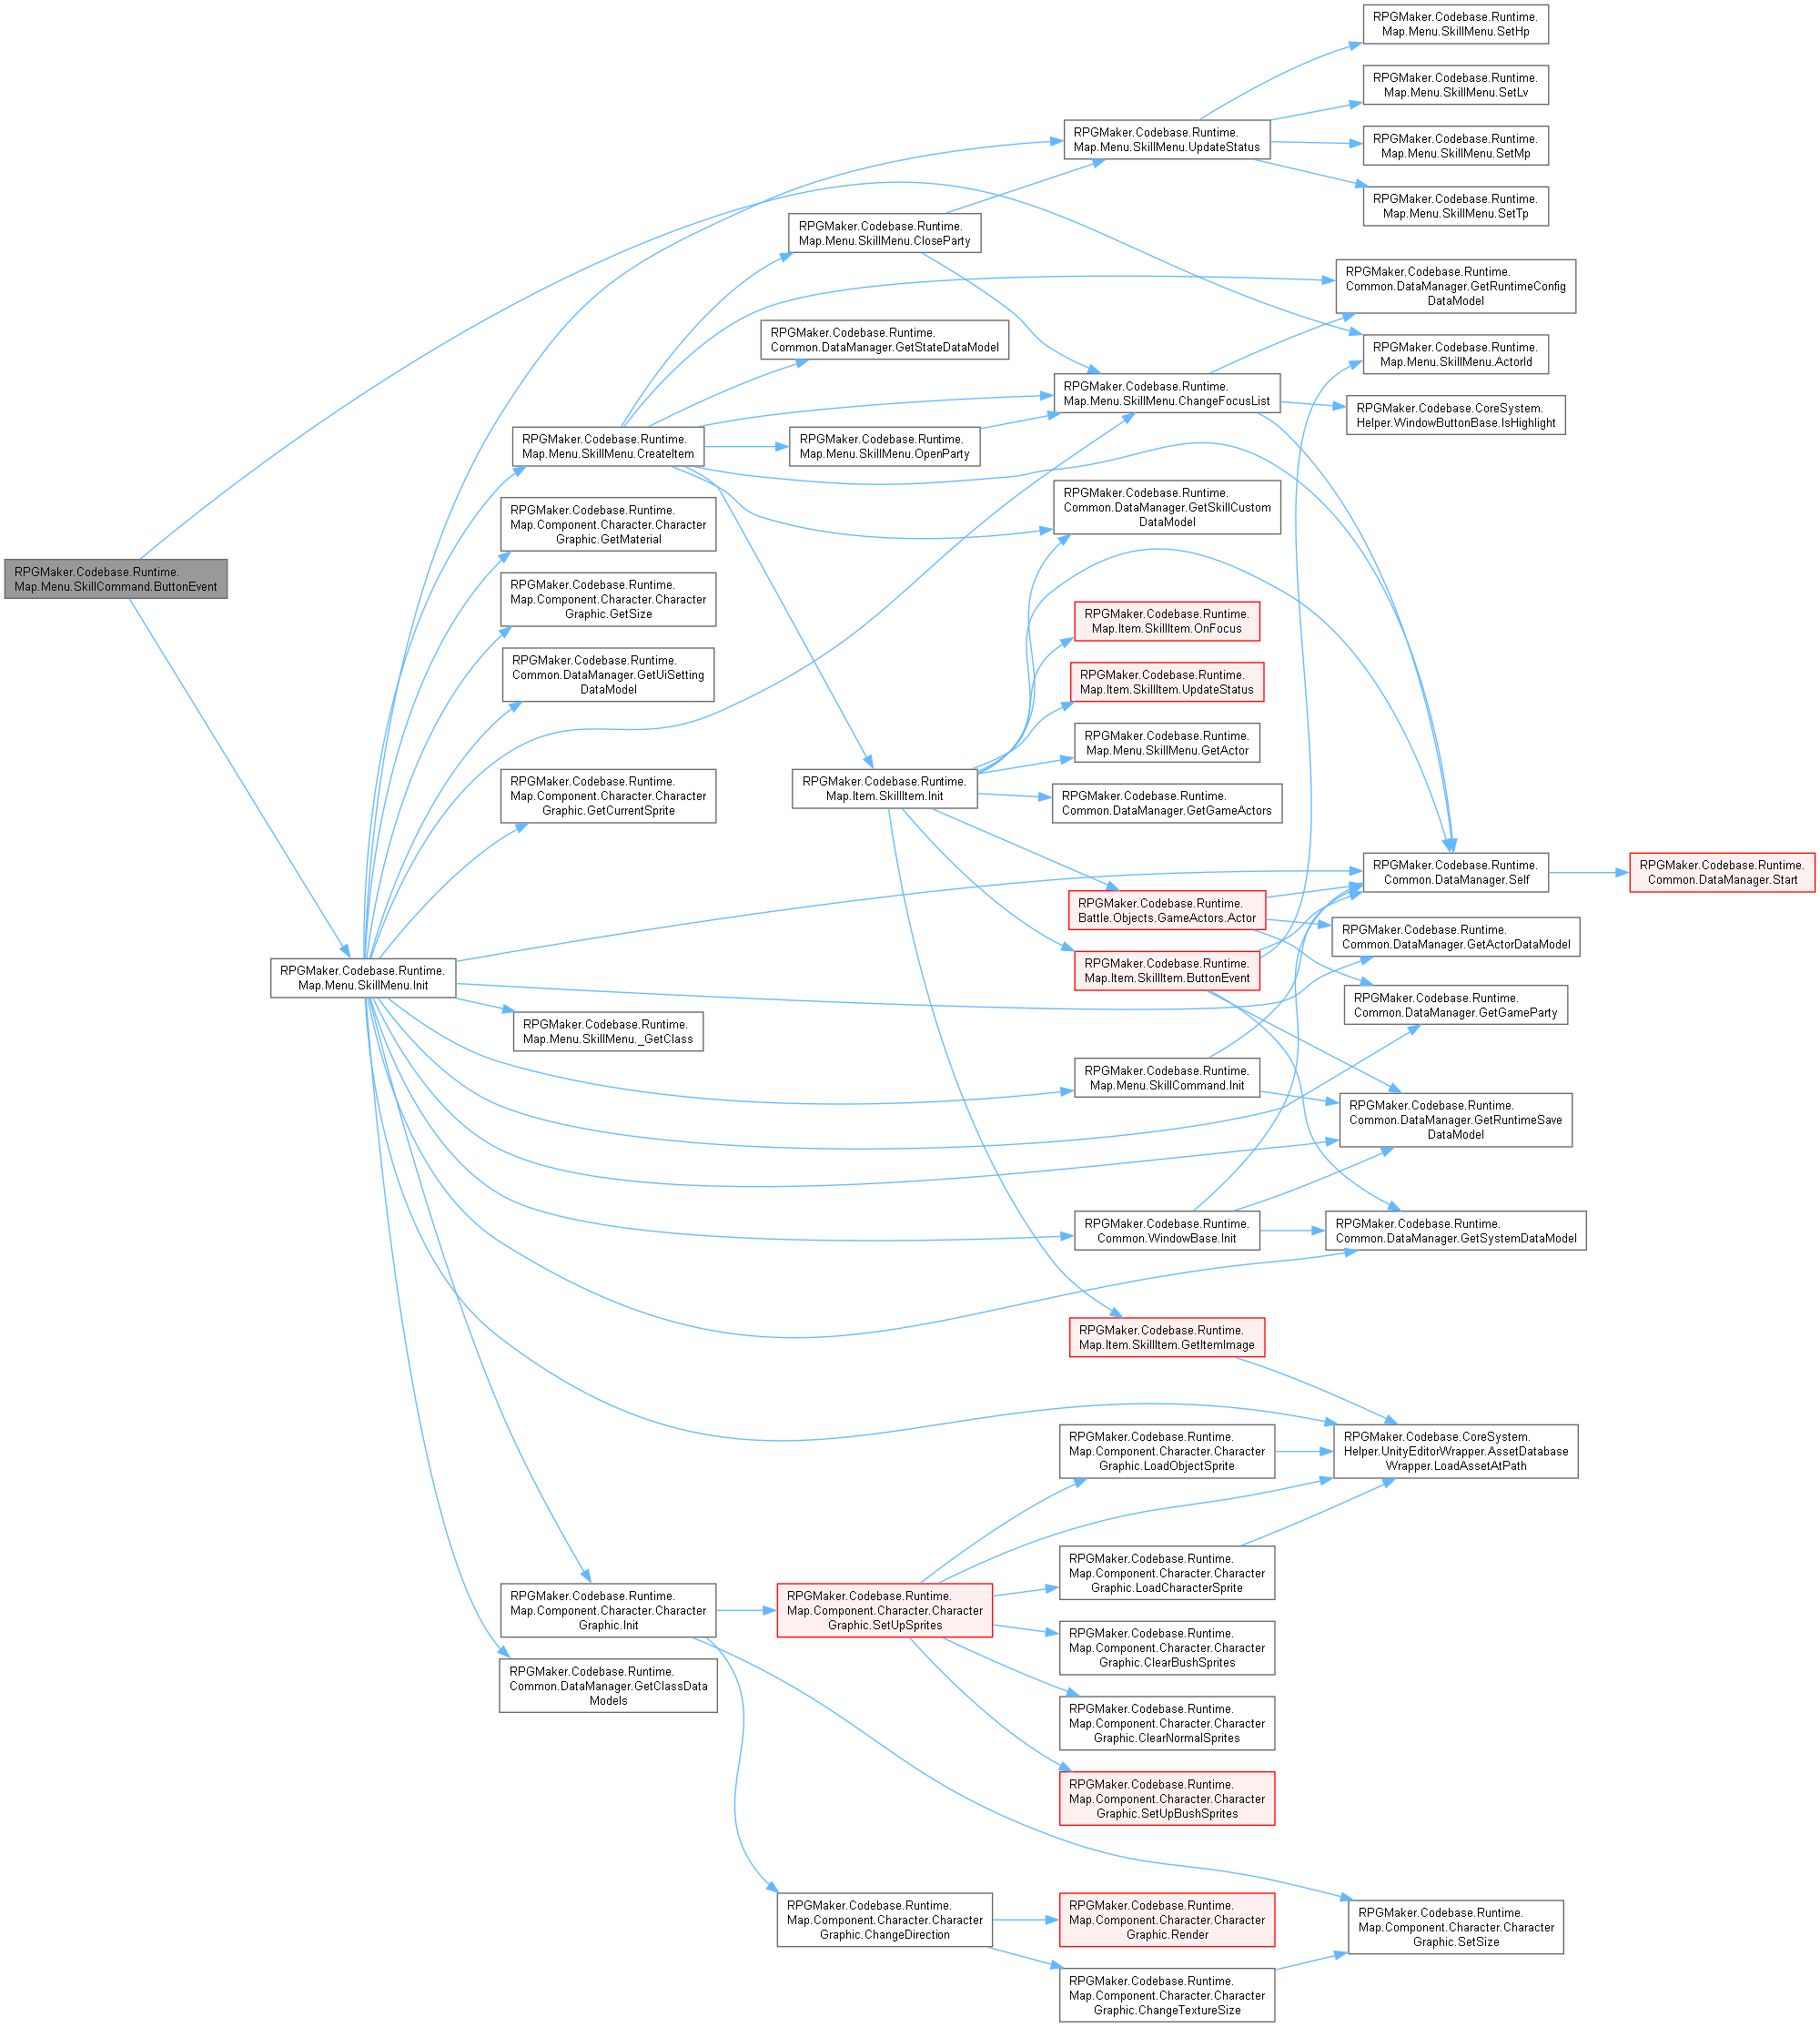 RPGMaker.Codebase.Runtime.
Map.Menu.SkillCommand.ButtonEvent
RPGMaker.Codebase.Runtime.
Map.Menu.SkillMenu.Init
RPGMaker.Codebase.Runtime.
Map.Menu.SkillMenu.CreateItem
RPGMaker.Codebase.Runtime.
Map.Component.Character.Character
Graphic.GetMaterial
RPGMaker.Codebase.Runtime.
Map.Component.Character.Character
Graphic.GetSize
RPGMaker.Codebase.Runtime.
Common.DataManager.GetUiSetting
DataModel
RPGMaker.Codebase.Runtime.
Map.Component.Character.Character
Graphic.GetCurrentSprite
RPGMaker.Codebase.Runtime.
Map.Menu.SkillMenu._GetClass
RPGMaker.Codebase.Runtime.
Map.Component.Character.Character
Graphic.Init
RPGMaker.Codebase.Runtime.
Common.DataManager.GetClassData
Models
RPGMaker.Codebase.Runtime.
Map.Menu.SkillMenu.CloseParty
RPGMaker.Codebase.Runtime.
Common.DataManager.GetStateDataModel
RPGMaker.Codebase.Runtime.
Map.Menu.SkillMenu.OpenParty
RPGMaker.Codebase.Runtime.
Map.Item.SkillItem.Init
RPGMaker.Codebase.Runtime.
Map.Component.Character.Character
Graphic.SetUpSprites
RPGMaker.Codebase.Runtime.
Map.Component.Character.Character
Graphic.ChangeDirection
RPGMaker.Codebase.Runtime.
Map.Menu.SkillMenu.UpdateStatus
RPGMaker.Codebase.Runtime.
Map.Menu.SkillMenu.ChangeFocusList
RPGMaker.Codebase.Runtime.
Common.DataManager.GetSkillCustom
DataModel
RPGMaker.Codebase.Runtime.
Map.Item.SkillItem.OnFocus
RPGMaker.Codebase.Runtime.
Map.Item.SkillItem.UpdateStatus
RPGMaker.Codebase.Runtime.
Map.Menu.SkillMenu.GetActor
RPGMaker.Codebase.Runtime.
Common.DataManager.GetGameActors
RPGMaker.Codebase.Runtime.
Battle.Objects.GameActors.Actor
RPGMaker.Codebase.Runtime.
Map.Item.SkillItem.ButtonEvent
RPGMaker.Codebase.Runtime.
Map.Menu.SkillCommand.Init
RPGMaker.Codebase.Runtime.
Common.WindowBase.Init
RPGMaker.Codebase.Runtime.
Map.Item.SkillItem.GetItemImage
RPGMaker.Codebase.Runtime.
Map.Component.Character.Character
Graphic.LoadObjectSprite
RPGMaker.Codebase.Runtime.
Map.Component.Character.Character
Graphic.LoadCharacterSprite
RPGMaker.Codebase.Runtime.
Map.Component.Character.Character
Graphic.ClearBushSprites
RPGMaker.Codebase.Runtime.
Map.Component.Character.Character
Graphic.ClearNormalSprites
RPGMaker.Codebase.Runtime.
Map.Component.Character.Character
Graphic.SetUpBushSprites
RPGMaker.Codebase.Runtime.
Map.Component.Character.Character
Graphic.Render
RPGMaker.Codebase.Runtime.
Map.Component.Character.Character
Graphic.ChangeTextureSize
RPGMaker.Codebase.Runtime.
Map.Menu.SkillMenu.SetHp
RPGMaker.Codebase.Runtime.
Map.Menu.SkillMenu.SetLv
RPGMaker.Codebase.Runtime.
Map.Menu.SkillMenu.SetMp
RPGMaker.Codebase.Runtime.
Map.Menu.SkillMenu.SetTp
RPGMaker.Codebase.Runtime.
Common.DataManager.GetRuntimeConfig
DataModel
RPGMaker.Codebase.Runtime.
Map.Menu.SkillMenu.ActorId
RPGMaker.Codebase.CoreSystem.
Helper.WindowButtonBase.IsHighlight
RPGMaker.Codebase.Runtime.
Common.DataManager.Self
RPGMaker.Codebase.Runtime.
Common.DataManager.GetActorDataModel
RPGMaker.Codebase.Runtime.
Common.DataManager.GetGameParty
RPGMaker.Codebase.Runtime.
Common.DataManager.GetRuntimeSave
DataModel
RPGMaker.Codebase.Runtime.
Common.DataManager.GetSystemDataModel
RPGMaker.Codebase.CoreSystem.
Helper.UnityEditorWrapper.AssetDatabase
Wrapper.LoadAssetAtPath
RPGMaker.Codebase.Runtime.
Map.Component.Character.Character
Graphic.SetSize
RPGMaker.Codebase.Runtime.
Common.DataManager.Start